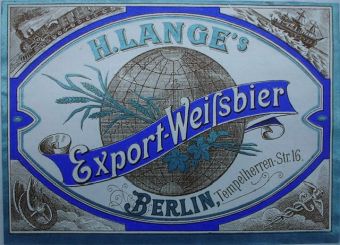 H. LANGE's
Export-Weiſsbier
BERLIN, Tempelherren-Str. 16.